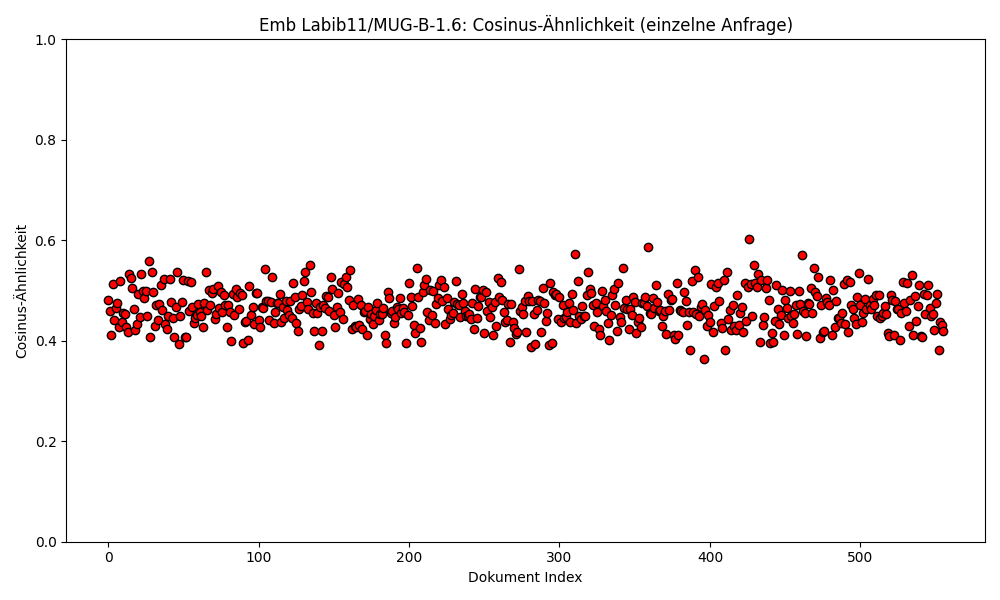 Emb Labib11/MUG-B-1.6: Cosinus-Ähnlichkeit (einzelne Anfrage)
1.0
0.8
0.6
0.4
0.2
0.0
Cosinus-Ähnlichkeit
0 100 200 300 400 500
Dokument Index